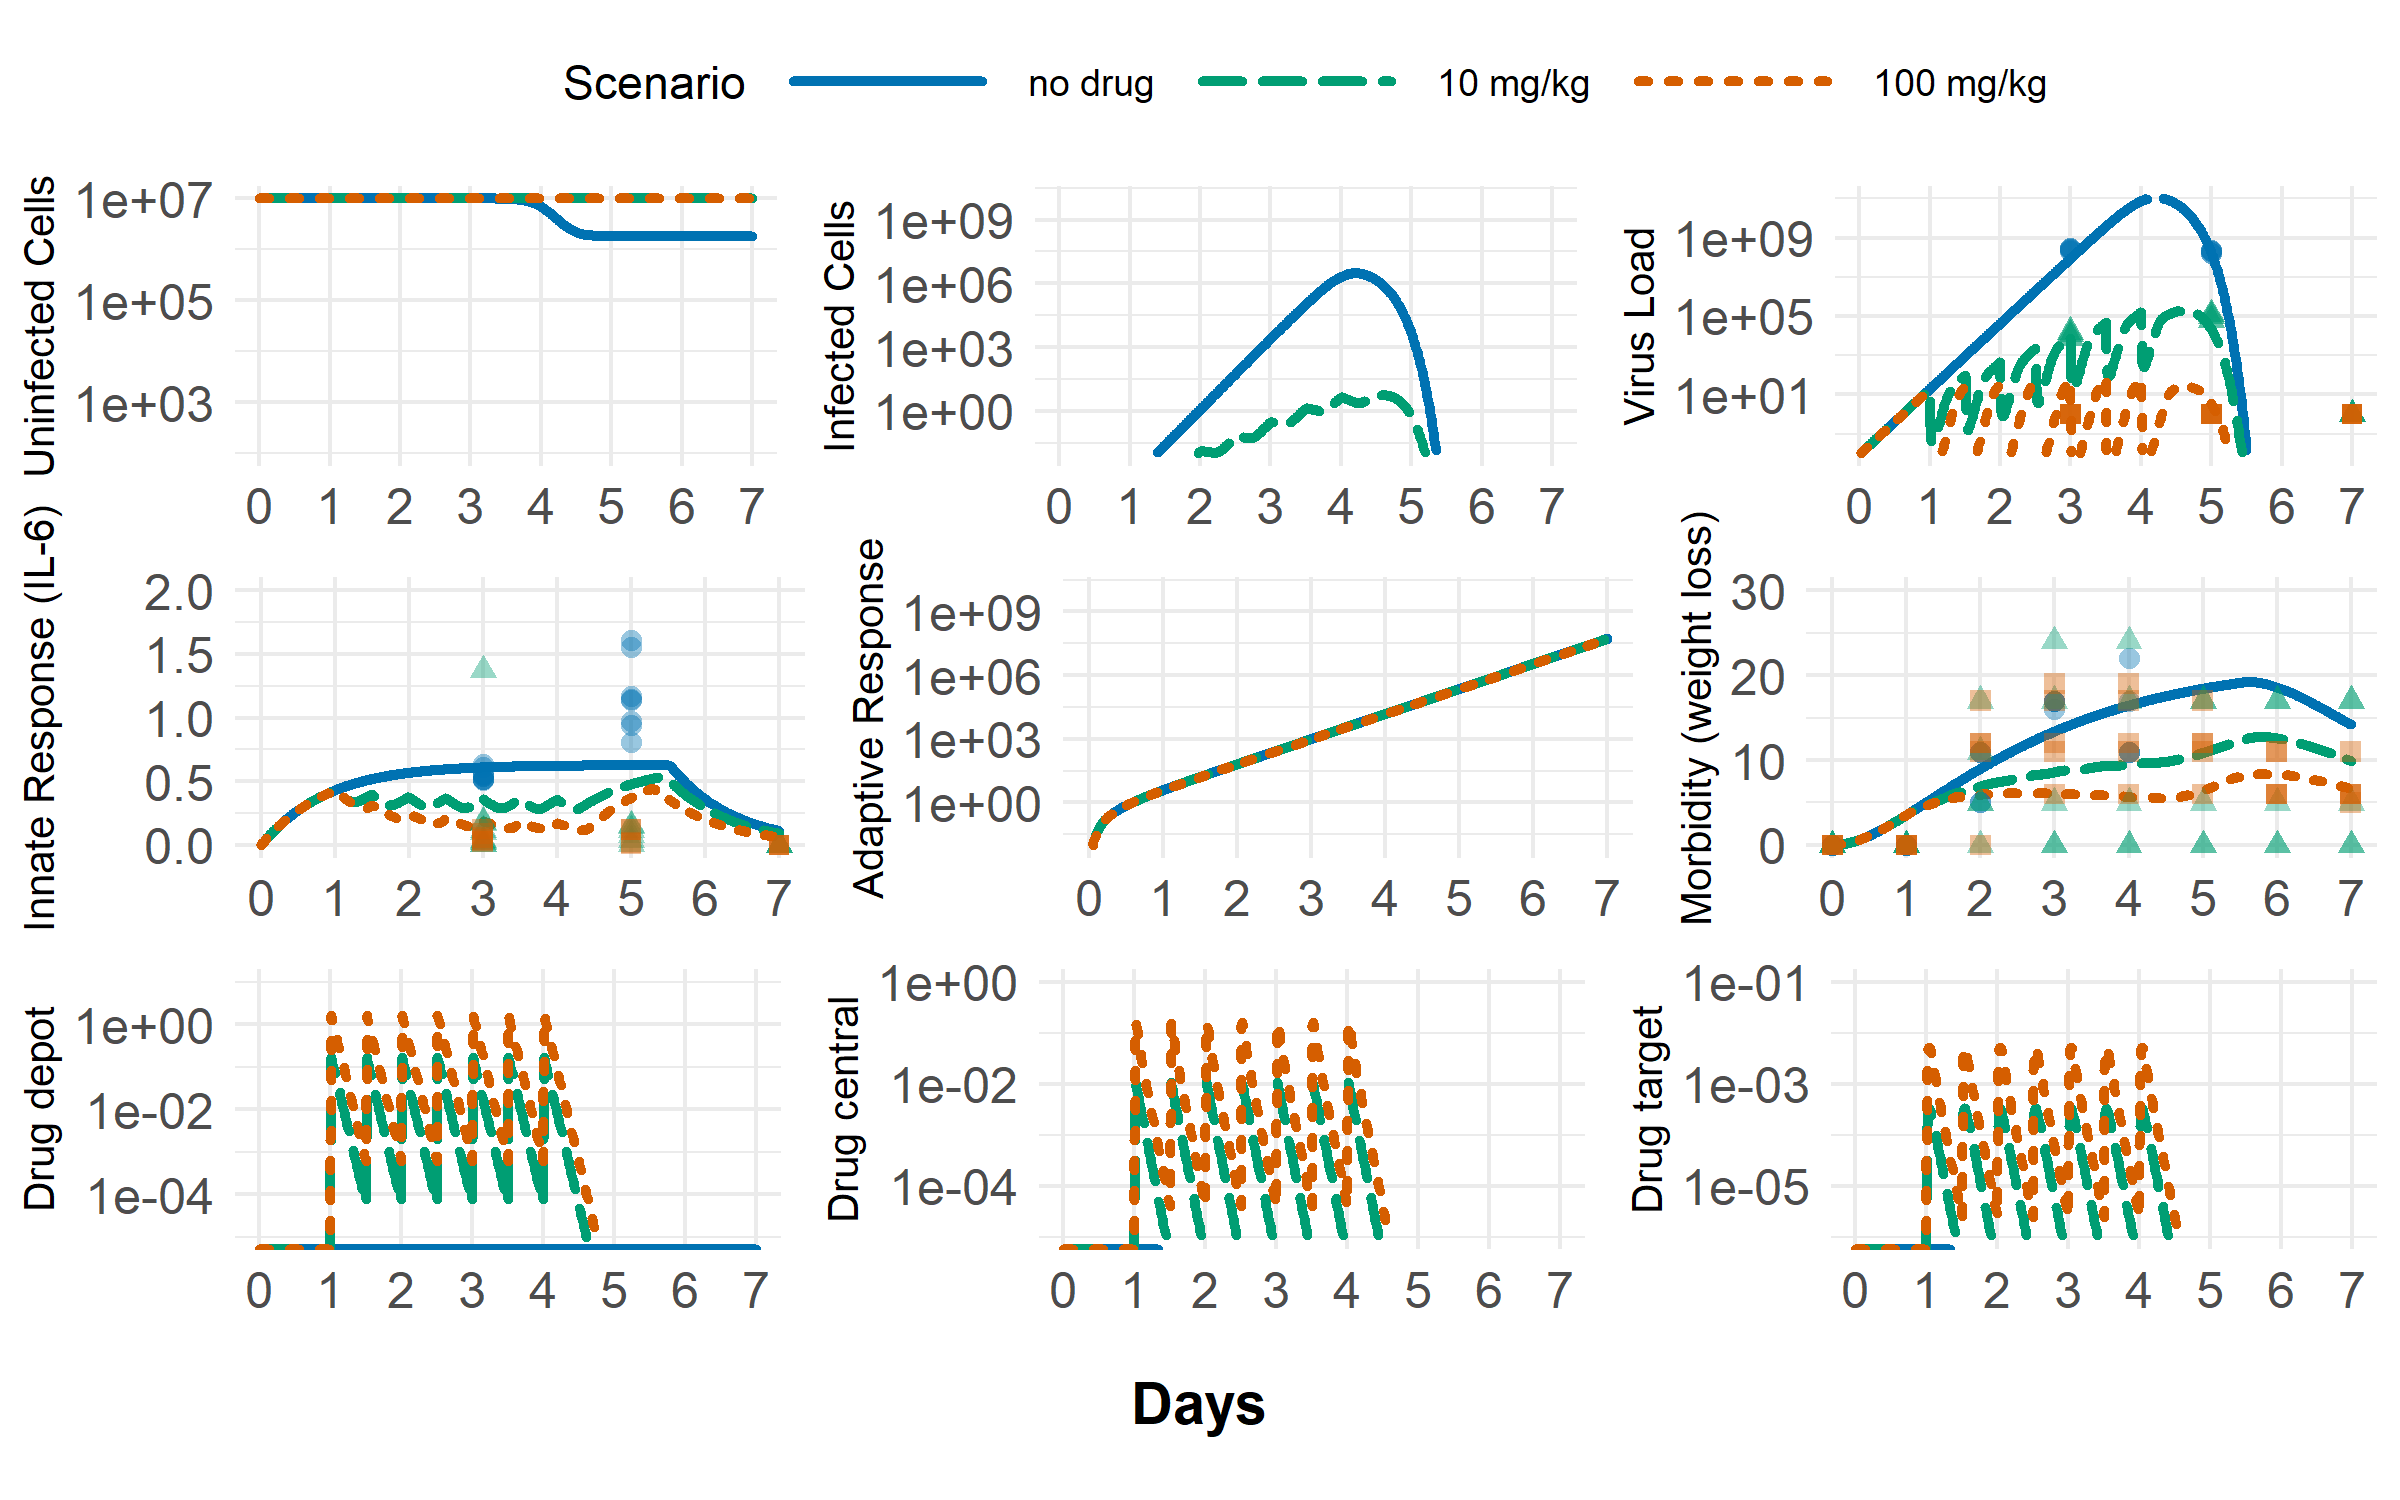 Scenario no drug 10 mg/kg 100 mg/kg
Uninfected Cells
1e+07
1e+05
1e+03
0 1 2 3 4 5 6 7
Infected Cells
1e+09
1e+06
1e+03
1e+00
0 1 2 3 4 5 6 7
Virus Load
1e+09
1e+05
1e+01
0 1 2 3 4 5 6 7
Innate Response (IL-6)
2.0
1.5
1.0
0.5
0.0
0 1 2 3 4 5 6 7
Adaptive Response
1e+09
1e+06
1e+03
1e+00
0 1 2 3 4 5 6 7
Morbidity (weight loss)
30
20
10
0
0 1 2 3 4 5 6 7
Drug depot
1e+00
1e-02
1e-04
0 1 2 3 4 5 6 7
Drug central
1e+00
1e-02
1e-04
0 1 2 3 4 5 6 7
Drug target
1e-01
1e-03
1e-05
0 1 2 3 4 5 6 7
Days